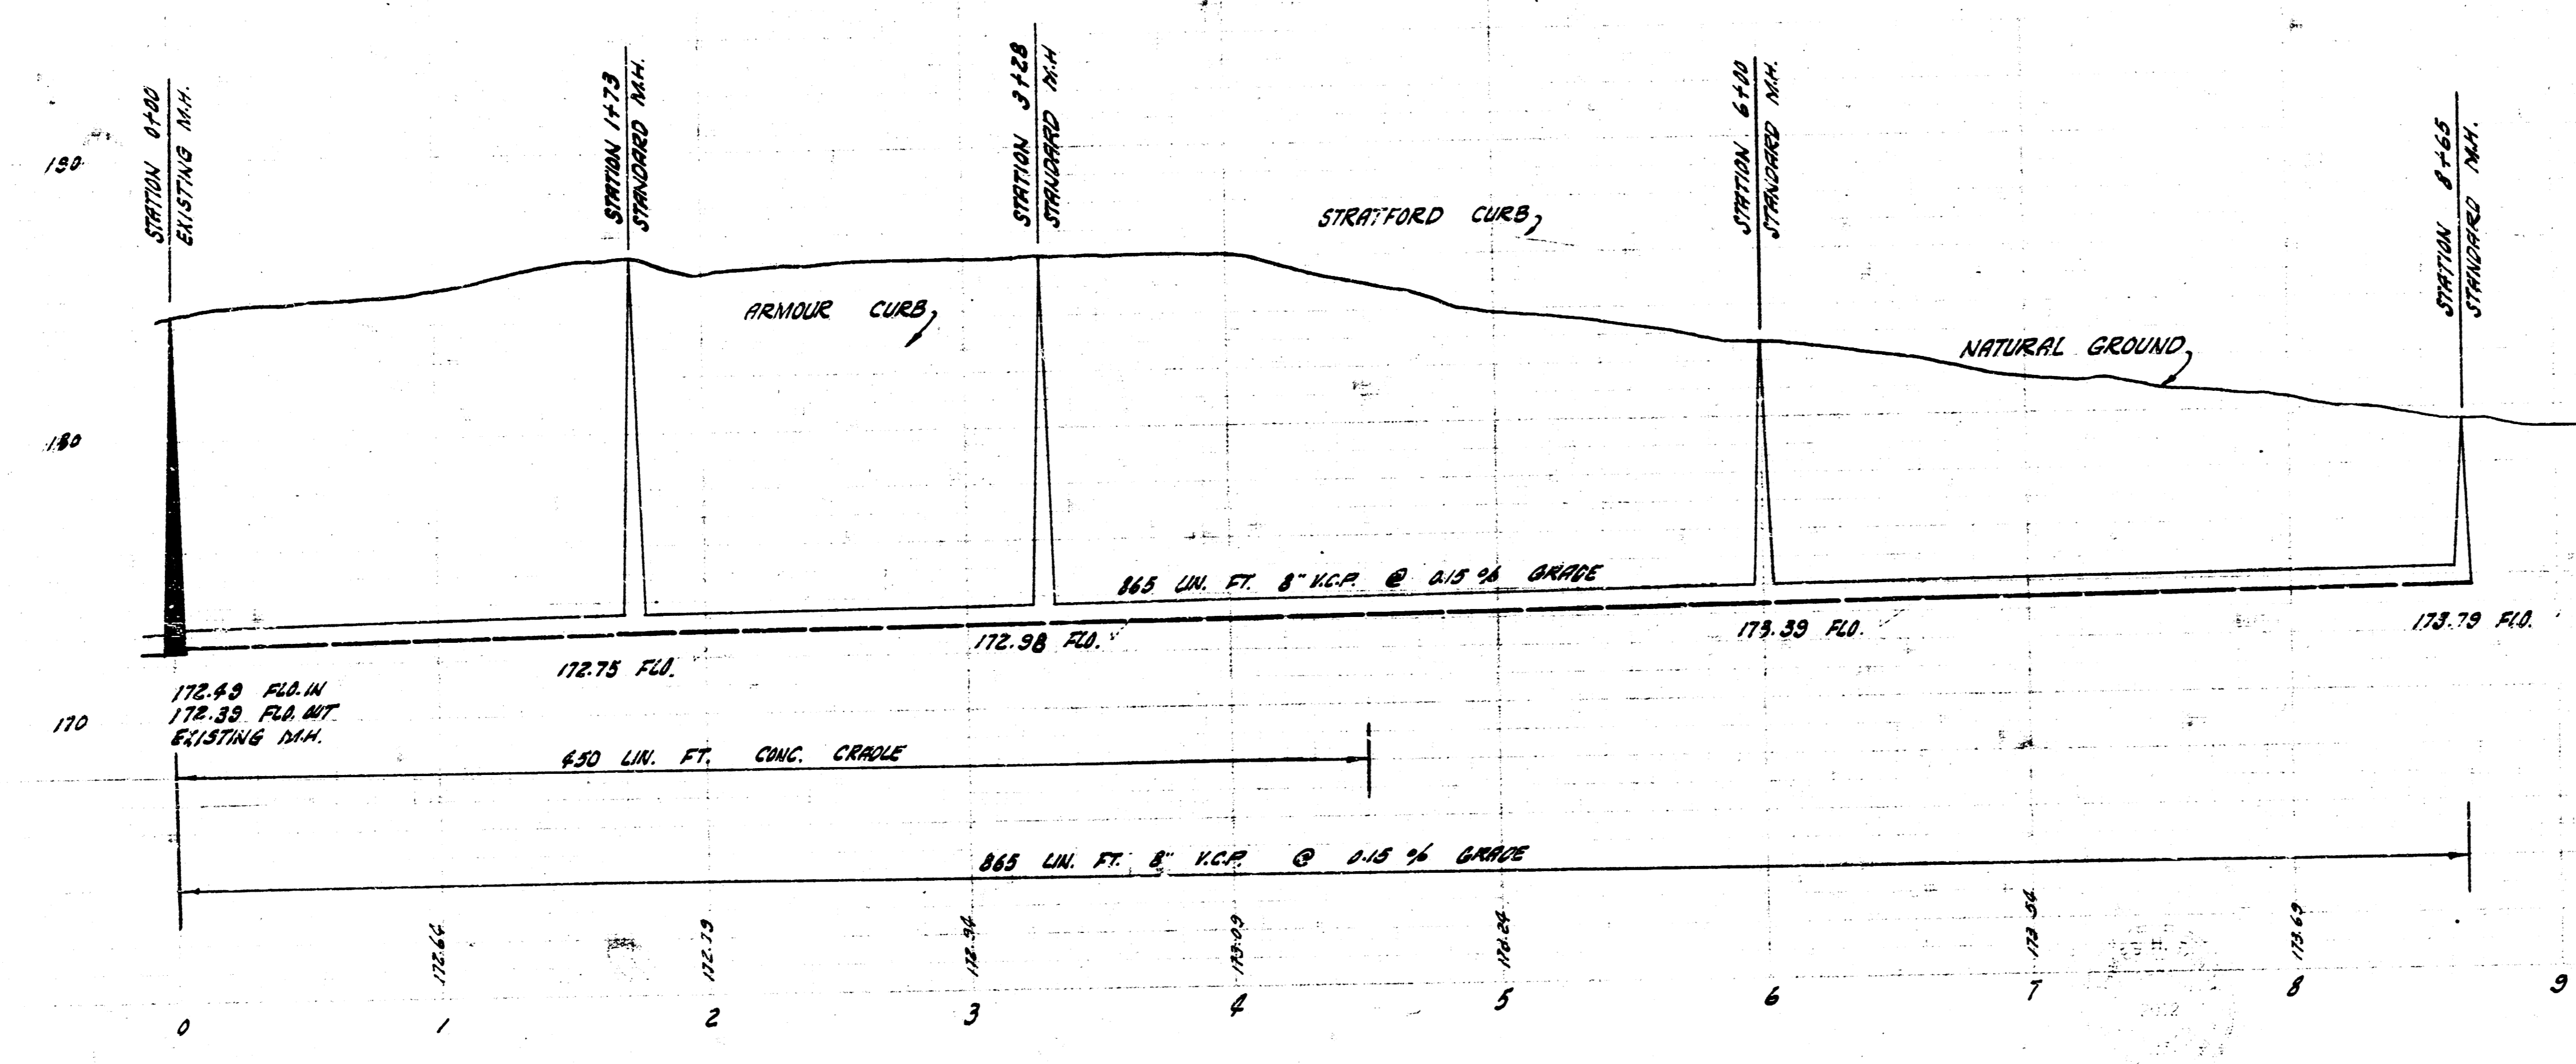 STATION 0+00
EXISTING M.H.
STATION 1+73
STANDARD M.H.
STATION 3+28
STANDARD M.H
STATION 6+00
STANDARD M.H.
STATION 8+65
STANDARD M.H.
190
STRATFORD CURB
ARMOUR CURB
NATURAL GROUND
180
865 LIN. FT. 8" V.C.P. @ 0.15 % GRADE
172.75 FLO.
172.98 FLO.
173.39 FLO.
173.79 FLO.
172.49 FLO. IN
172.39 FLO. OUT
EXISTING M.H.
170
450 LIN. FT. CONC. CRADLE
865 LIN. FT. 8" V.C.P. @ 0.15 % GRADE
172.64
172.79
172.94
173.09
173.24
173.54
173.69
0 1 2 3 4 5 6 7 8 9